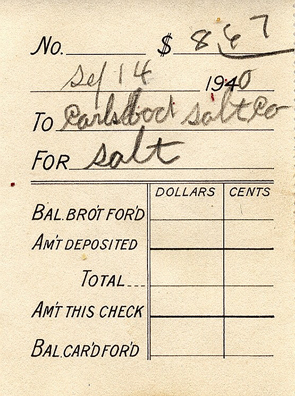 No. $ 8.67
Sep 14 1940
TO Carlsbad Salt Co
FOR Salt
DOLLARS CENTS
BAL. BRO'T FOR'D
AM'T DEPOSITED
TOTAL
AM'T THIS CHECK
BAL. CAR'D FOR'D